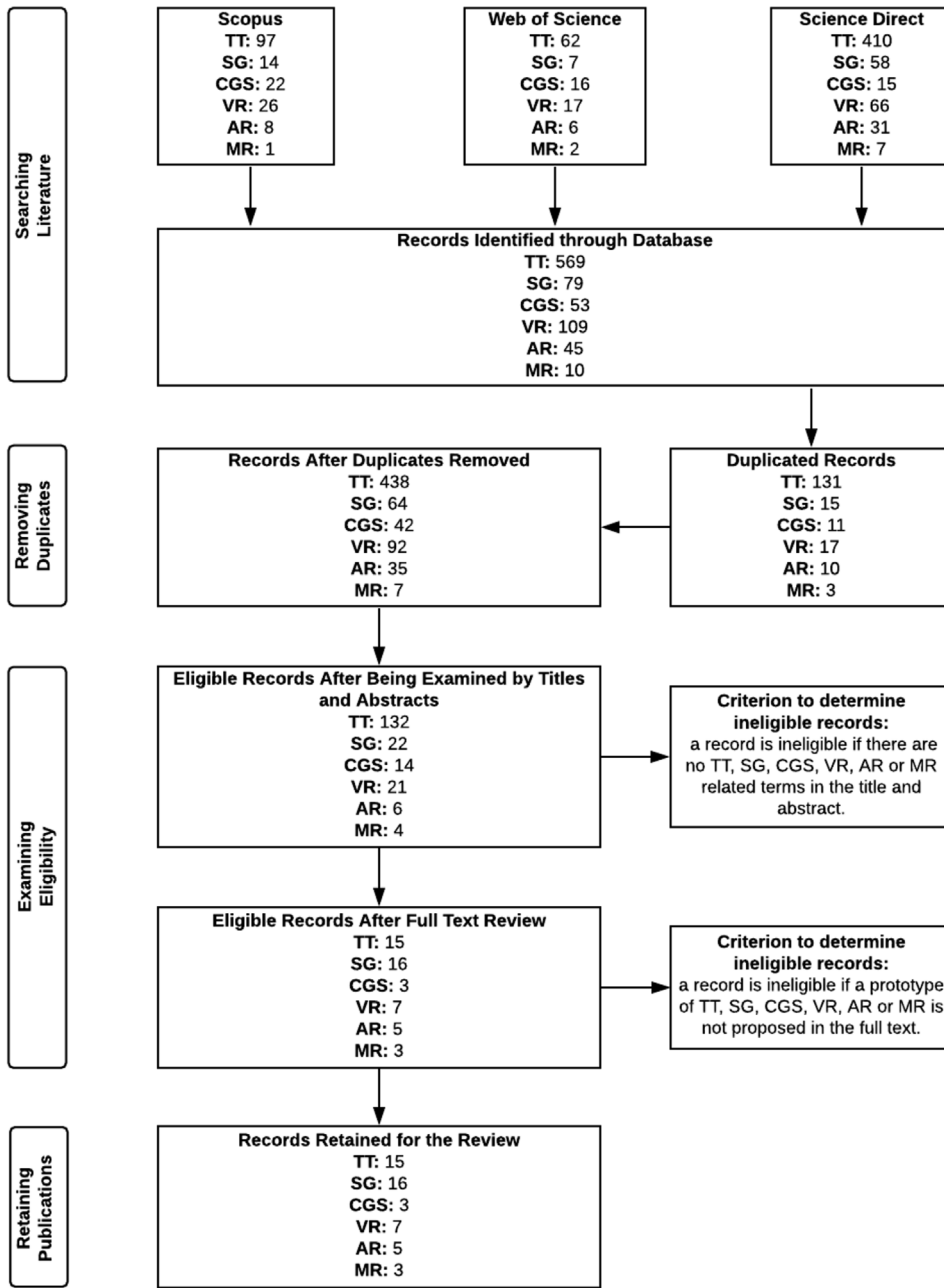 Searching
Literature
Scopus
TT: 97
SG: 14
CGS: 22
VR: 26
AR: 8
MR: 1
Web of Science
TT: 62
SG: 7
CGS: 16
VR: 17
AR: 6
MR: 2
Science Direct
TT: 410
SG: 58
CGS: 15
VR: 66
AR: 31
MR: 7
Records Identified through Database
TT: 569
SG: 79
CGS: 53
VR: 109
AR: 45
MR: 10
Removing
Duplicates
Records After Duplicates Removed
TT: 438
SG: 64
CGS: 42
VR: 92
AR: 35
MR: 7
Duplicated Records
TT: 131
SG: 15
CGS: 11
VR: 17
AR: 10
MR: 3
Examining
Eligibility
Eligible Records After Being Examined by Titles
and Abstracts
TT: 132
SG: 22
CGS: 14
VR: 21
AR: 6
MR: 4
Criterion to determine
ineligible records:
a record is ineligible if there are
no TT, SG, CGS, VR, AR or MR
related terms in the title and
abstract.
Eligible Records After Full Text Review
TT: 15
SG: 16
CGS: 3
VR: 7
AR: 5
MR: 3
Criterion to determine
ineligible records:
a record is ineligible if a prototype
of TT, SG, CGS, VR, AR or MR is
not proposed in the full text.
Retaining
Publications
Records Retained for the Review
TT: 15
SG: 16
CGS: 3
VR: 7
AR: 5
MR: 3